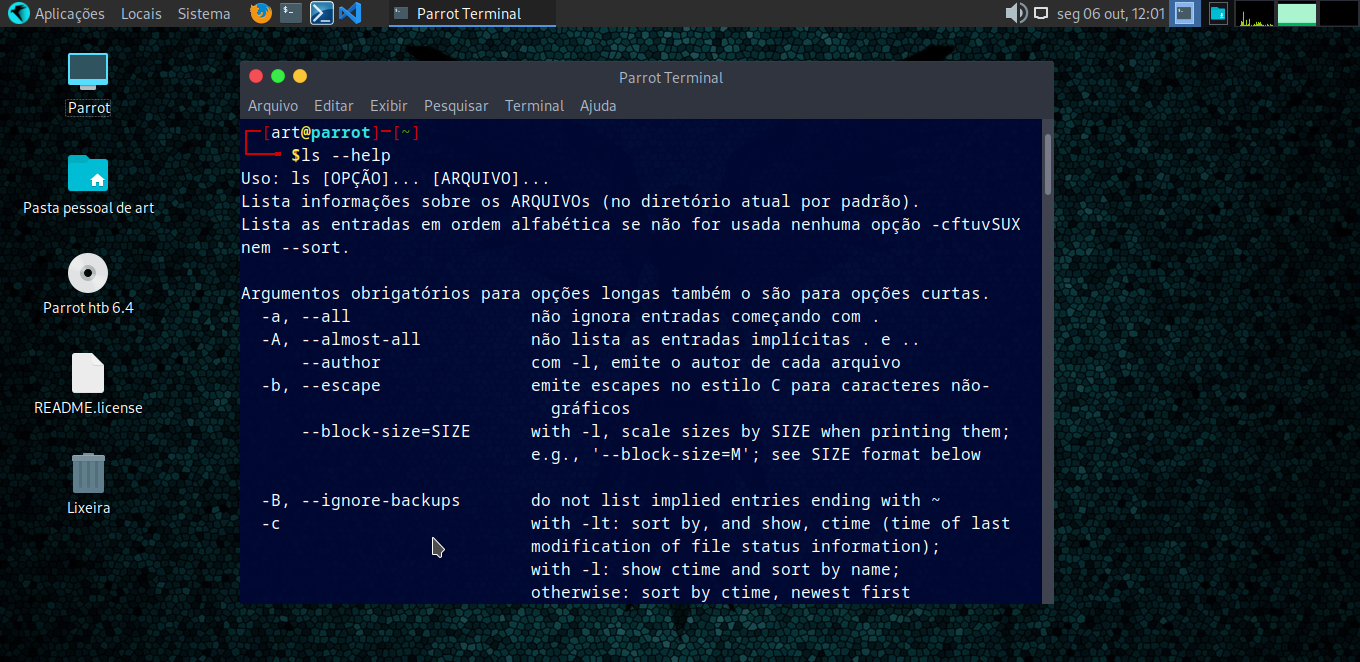 Aplicações Locais Sistema Parrot Terminal seg 06 out, 12:01
Parrot
Pasta pessoal de art
Parrot htb 6.4
README.license
Lixeira
Parrot Terminal
Arquivo Editar Exibir Pesquisar Terminal Ajuda
┌─[art@parrot]─[~]
└──╼ $ls --help
Uso: ls [OPÇÃO]... [ARQUIVO]...
Lista informações sobre os ARQUIVOs (no diretório atual por padrão).
Lista as entradas em ordem alfabética se não for usada nenhuma opção -cftuvSUX
nem --sort.
Argumentos obrigatórios para opções longas também o são para opções curtas.
-a, --all não ignora entradas começando com .
-A, --almost-all não lista as entradas implícitas . e ..
--author com -l, emite o autor de cada arquivo
-b, --escape emite escapes no estilo C para caracteres não-
gráficos
--block-size=SIZE with -l, scale sizes by SIZE when printing them;
e.g., '--block-size=M'; see SIZE format below
-B, --ignore-backups do not list implied entries ending with ~
-c with -lt: sort by, and show, ctime (time of last
modification of file status information);
with -l: show ctime and sort by name;
otherwise: sort by ctime, newest first